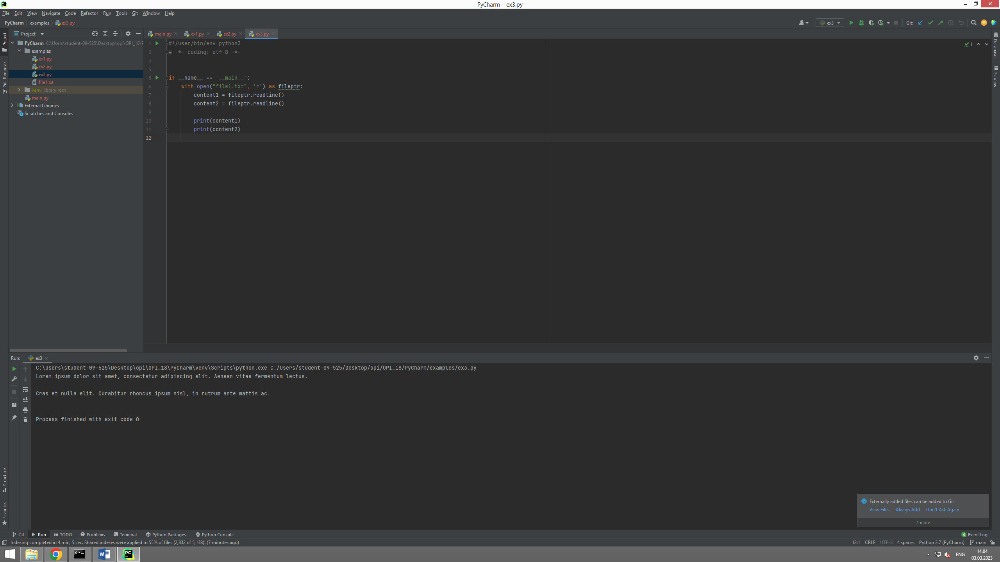 PyCharm – ex3.py
File Edit View Navigate Code Refactor Run Tools Git Window Help
PyCharm examples ex3.py
ex3 Git:
Project
main.py ex1.py ex2.py ex3.py
PyCharm C:\Users\student-09-525\Desktop\opi\OPI_18\P
examples
ex1.py
ex2.py
ex3.py
file1.txt
venv library root
main.py
External Libraries
Scratches and Consoles
Project
Pull Requests
Structure
Favorites
1 #!/user/bin/env python3
2 # -*- coding: utf-8 -*-
3
4
5 if __name__ == '__main__':
6 with open("file1.txt", 'r') as fileptr:
7 content1 = fileptr.readline()
8 content2 = fileptr.readline()
9
10 print(content1)
11 print(content2)
12
1
Database
SciView
Run: ex3
C:\Users\student-09-525\Desktop\opi\OPI_18\PyCharm\venv\Scripts\python.exe C:/Users/student-09-525/Desktop/opi/OPI_18/PyCharm/examples/ex3.py
Lorem ipsum dolor sit amet, consectetur adipiscing elit. Aenean vitae fermentum lectus.
Cras et nulla elit. Curabitur rhoncus ipsum nisl, in rutrum ante mattis ac.
Process finished with exit code 0
Externally added files can be added to Git
View Files Always Add Don't Ask Again
1 more
Git Run TODO Problems Terminal Python Packages Python Console
4 Event Log
Indexing completed in 4 min, 5 sec. Shared indexes were applied to 55% of files (2,832 of 5,138). (7 minutes ago)
12:1 CRLF UTF-8 4 spaces Python 3.7 (PyCharm) main
ENG
14:04
03.03.2023